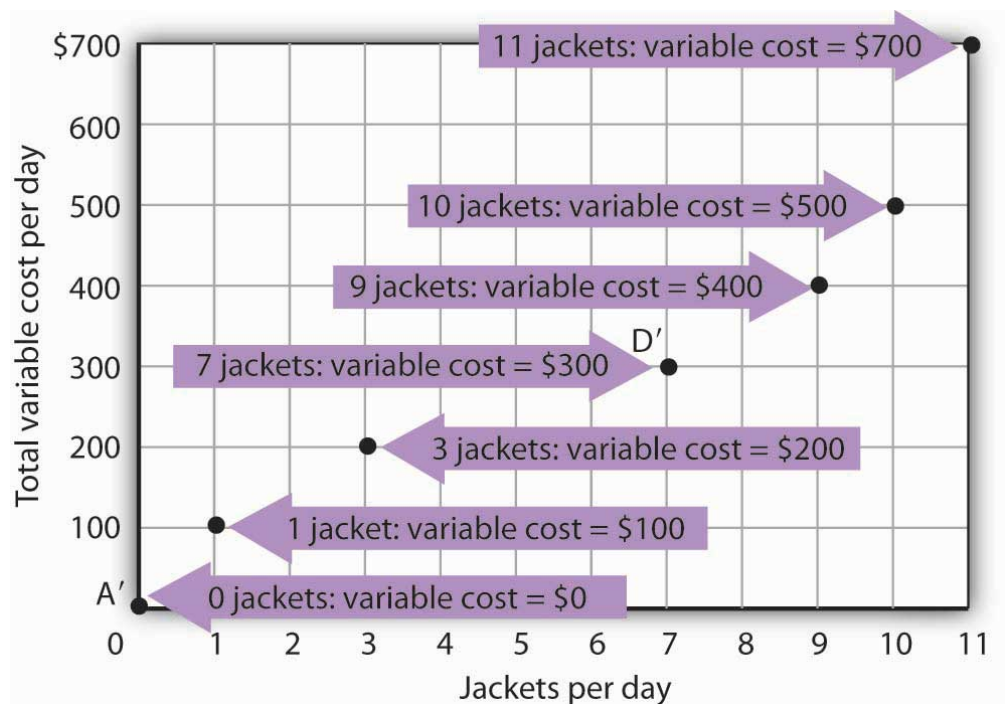 $700
600
500
400
300
200
100
Total variable cost per day
11 jackets: variable cost = $700
10 jackets: variable cost = $500
9 jackets: variable cost = $400
D′
7 jackets: variable cost = $300
3 jackets: variable cost = $200
1 jacket: variable cost = $100
A′
0 jackets: variable cost = $0
0 1 2 3 4 5 6 7 8 9 10 11
Jackets per day